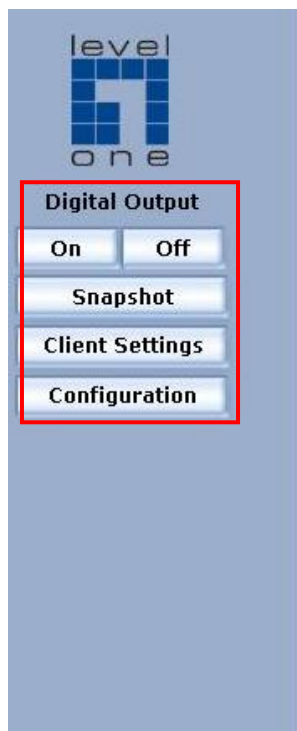 level
one
Digital Output
On Off
Snapshot
Client Settings
Configuration